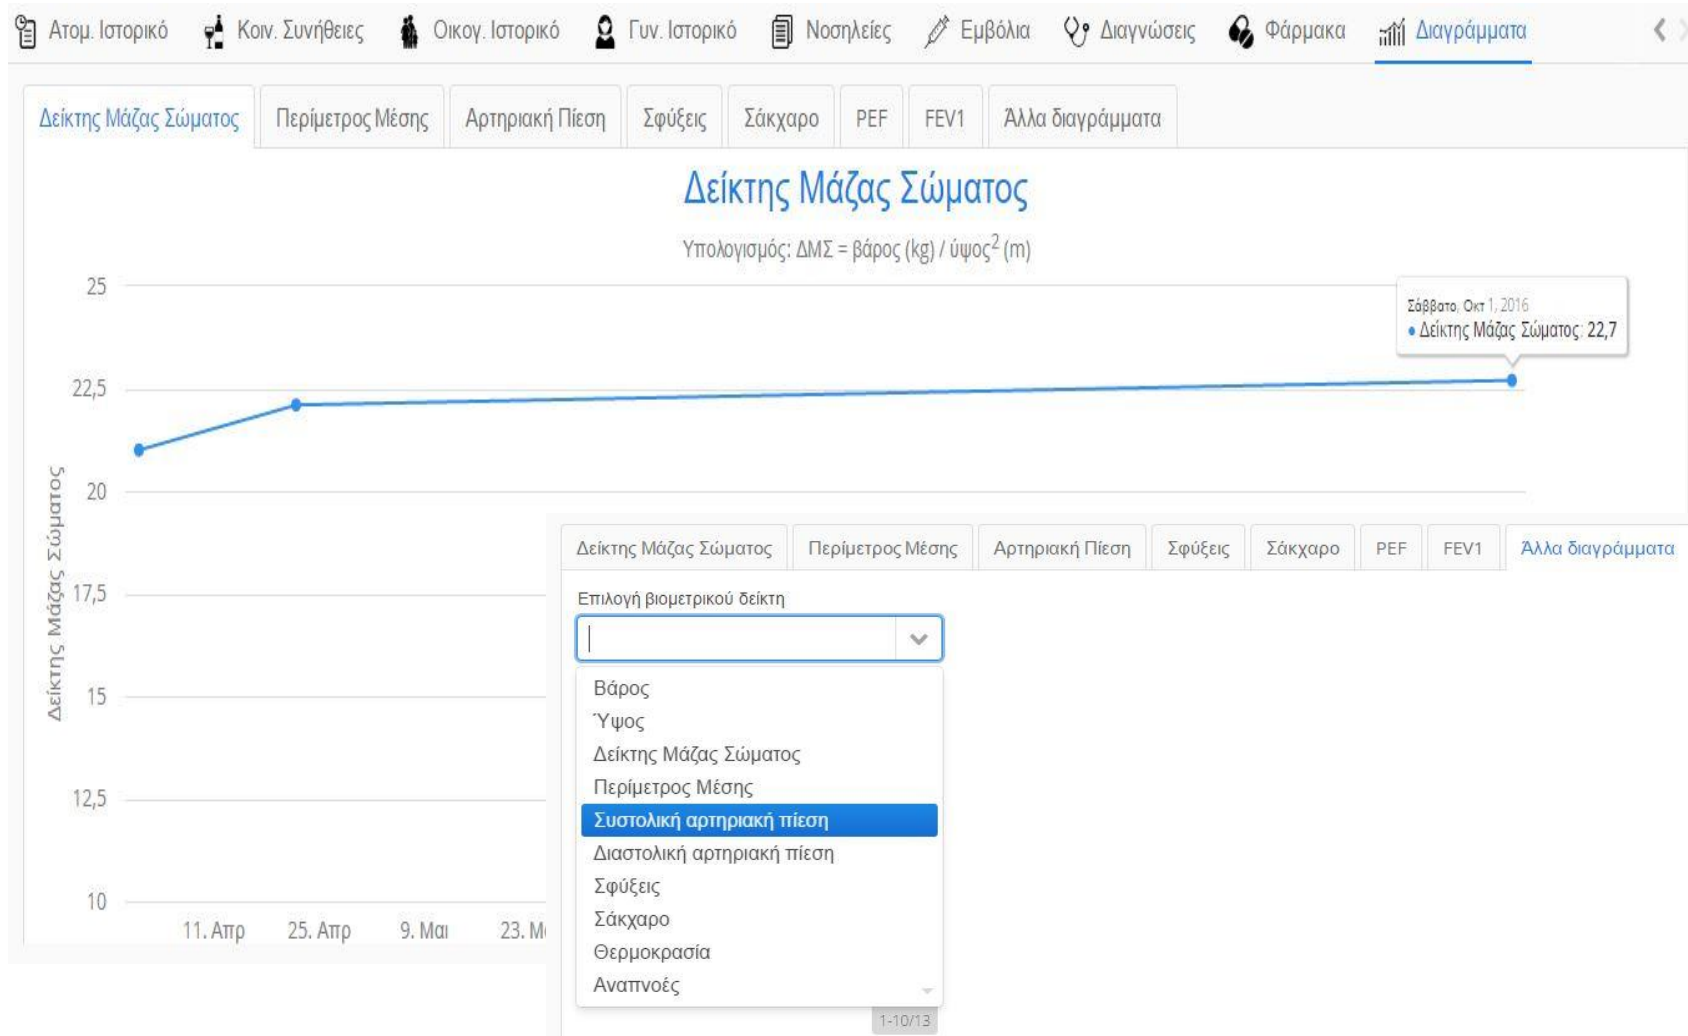 Ατομ. Ιστορικό Κοιν. Συνήθειες Οικογ. Ιστορικό Γυν. Ιστορικό Νοσηλείες Εμβόλια Διαγνώσεις Φάρμακα Διαγράμματα
Δείκτης Μάζας Σώματος Περίμετρος Μέσης Αρτηριακή Πίεση Σφύξεις Σάκχαρο PEF FEV1 Άλλα διαγράμματα
Δείκτης Μάζας Σώματος
Υπολογισμός: ΔΜΣ = βάρος (kg) / ύψος² (m)
25
Σάββατο, Οκτ 1, 2016
Δείκτης Μάζας Σώματος: 22,7
22,5
20
17,5
15
12,5
10
Δείκτης Μάζας Σώματος
11. Απρ 25. Απρ 9. Μαι 23. Μ
Δείκτης Μάζας Σώματος Περίμετρος Μέσης Αρτηριακή Πίεση Σφύξεις Σάκχαρο PEF FEV1 Άλλα διαγράμματα
Επιλογή βιομετρικού δείκτη
Βάρος
Ύψος
Δείκτης Μάζας Σώματος
Περίμετρος Μέσης
Συστολική αρτηριακή πίεση
Διαστολική αρτηριακή πίεση
Σφύξεις
Σάκχαρο
Θερμοκρασία
Αναπνοές
1-10/13